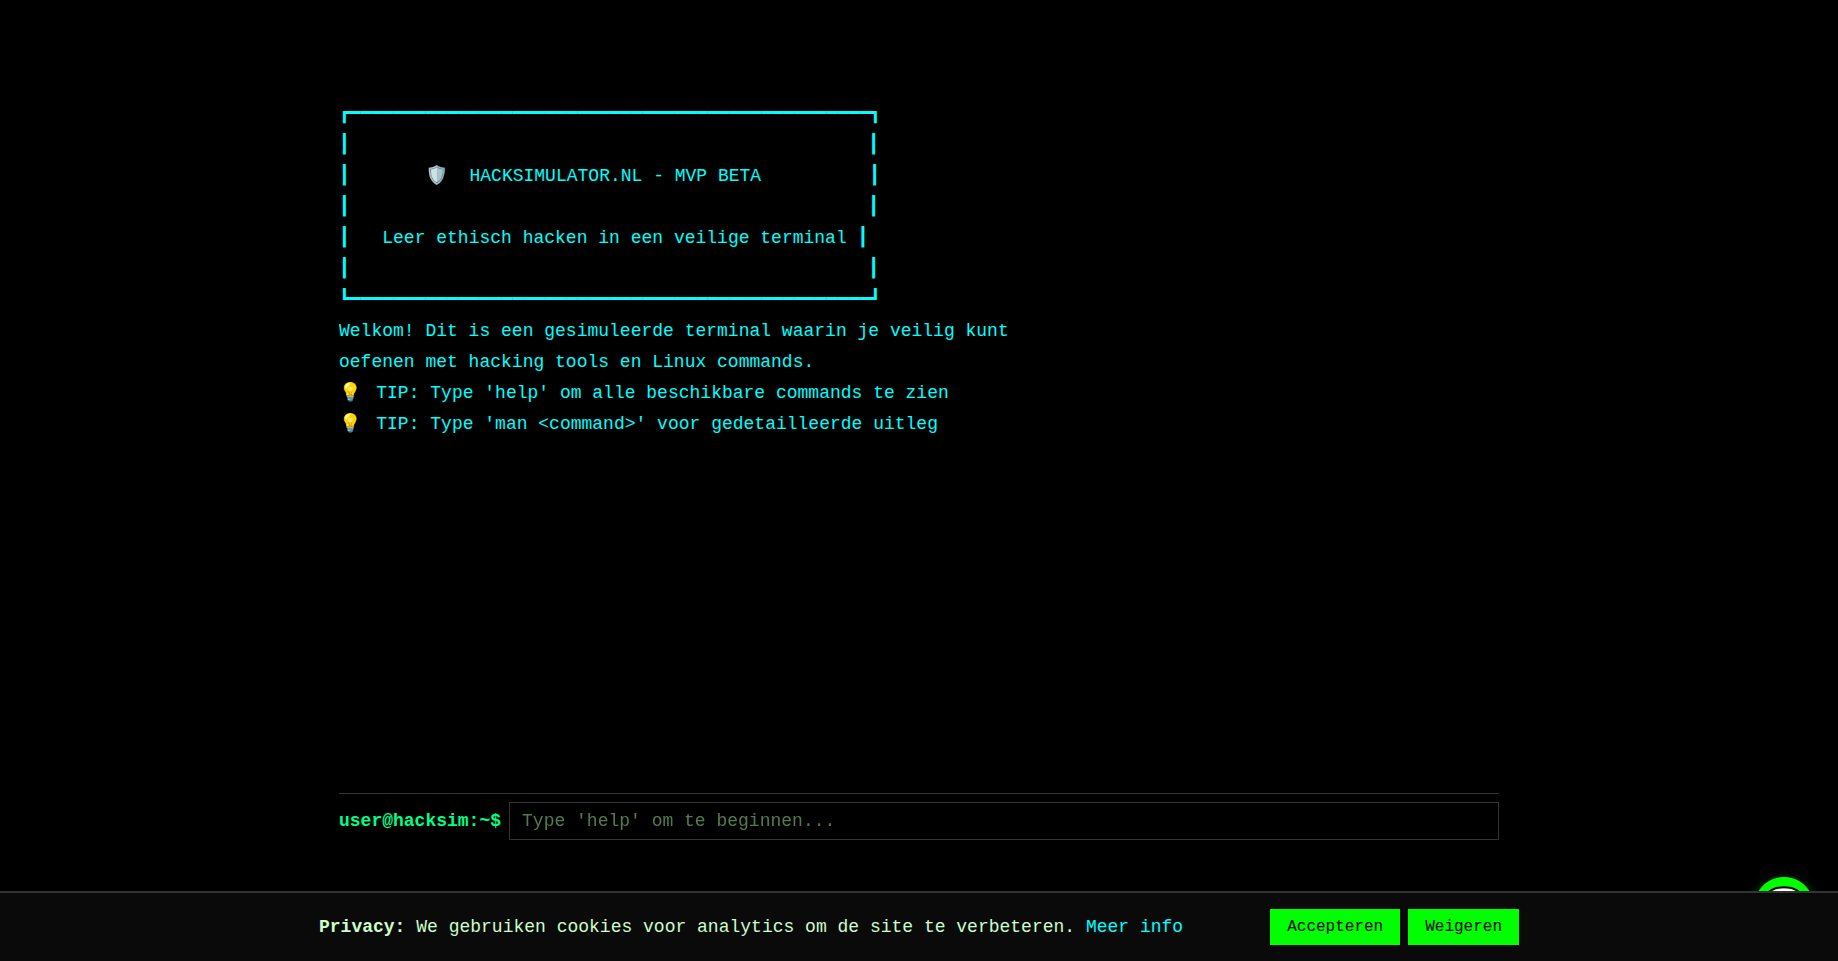 HACKSIMULATOR.NL - MVP BETA
Leer ethisch hacken in een veilige terminal
Welkom! Dit is een gesimuleerde terminal waarin je veilig kunt
oefenen met hacking tools en Linux commands.
💡 TIP: Type 'help' om alle beschikbare commands te zien
💡 TIP: Type 'man <command>' voor gedetailleerde uitleg
user@hacksim:~$ Type 'help' om te beginnen...
Privacy: We gebruiken cookies voor analytics om de site te verbeteren. Meer info Accepteren Weigeren